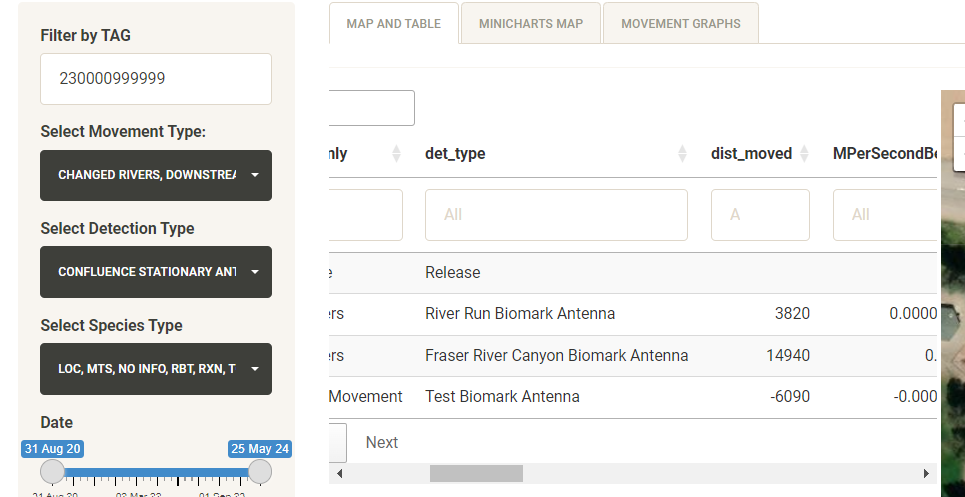 Filter by TAG
230000999999
Select Movement Type:
CHANGED RIVERS, DOWNSTREA
Select Detection Type
CONFLUENCE STATIONARY ANT
Select Species Type
LOC, MTS, NO INFO, RBT, RXN, T
Date
31 Aug 20 25 May 24
MAP AND TABLE MINICHARTS MAP MOVEMENT GRAPHS
nly det_type dist_moved MPerSecondBe
All A All
e Release
ers River Run Biomark Antenna 3820 0.0000
ers Fraser River Canyon Biomark Antenna 14940 0.
Movement Test Biomark Antenna -6090 -0.000
Next